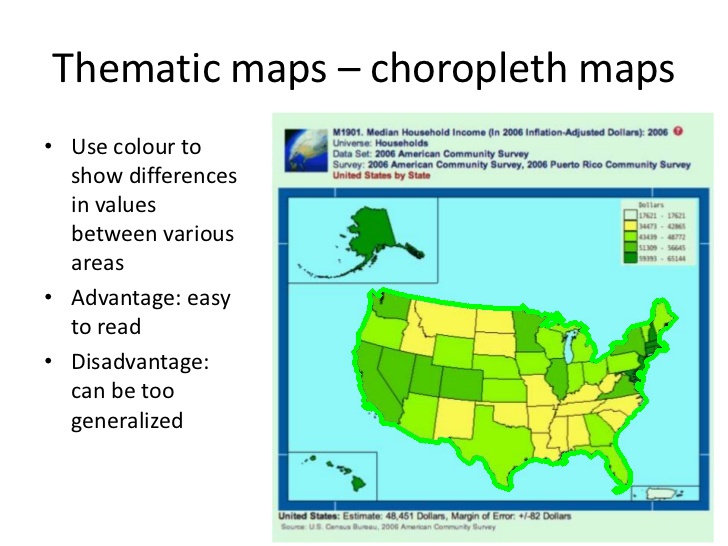 Thematic maps – choropleth maps
• Use colour to
show differences
in values
between various
areas
• Advantage: easy
to read
• Disadvantage:
can be too
generalized
M1901. Median Household Income (In 2006 Inflation-Adjusted Dollars): 2006 ?
Universe: Households
Data Set: 2006 American Community Survey
Survey: 2006 American Community Survey, 2006 Puerto Rico Community Survey
United States by State
Dollars
17621 - 17621
34473 - 42865
43439 - 48772
51309 - 56645
59393 - 65144
United States: Estimate: 48,451 Dollars, Margin of Error: +/-82 Dollars
Source: U.S. Census Bureau, 2006 American Community Survey